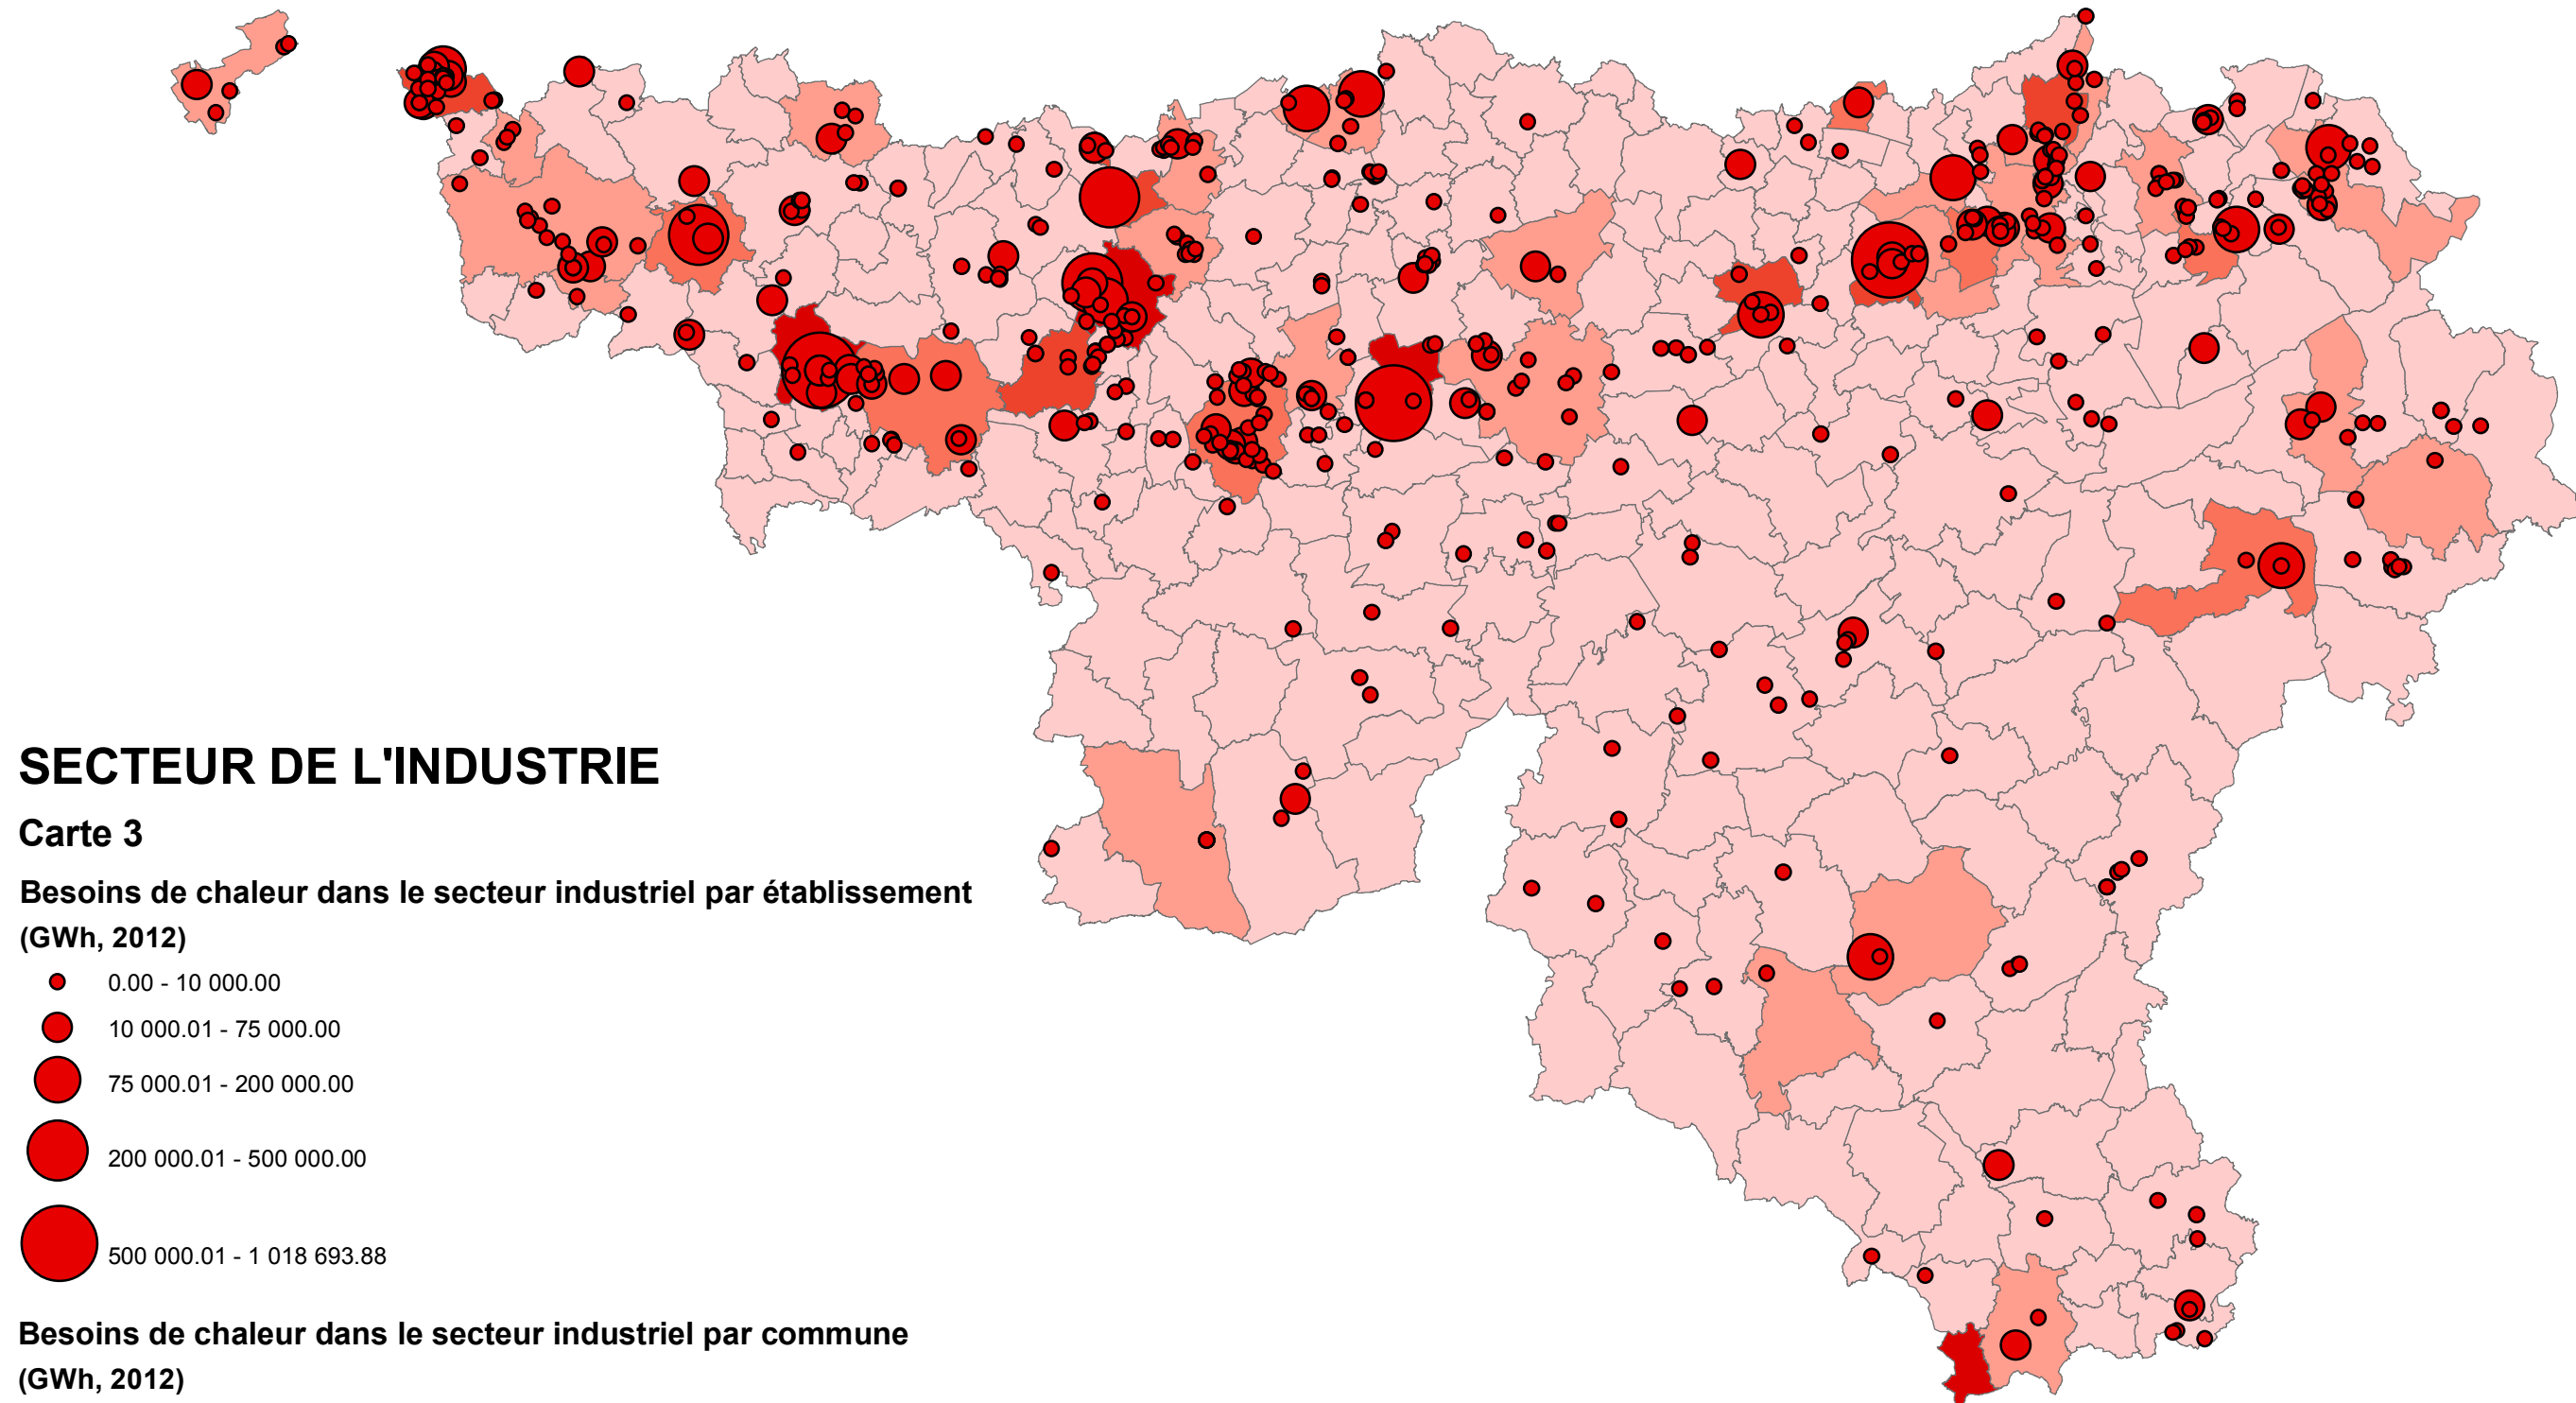 SECTEUR DE L'INDUSTRIE
Carte 3
Besoins de chaleur dans le secteur industriel par établissement
(GWh, 2012)
0.00 - 10 000.00
10 000.01 - 75 000.00
75 000.01 - 200 000.00
200 000.01 - 500 000.00
500 000.01 - 1 018 693.88
Besoins de chaleur dans le secteur industriel par commune
(GWh, 2012)